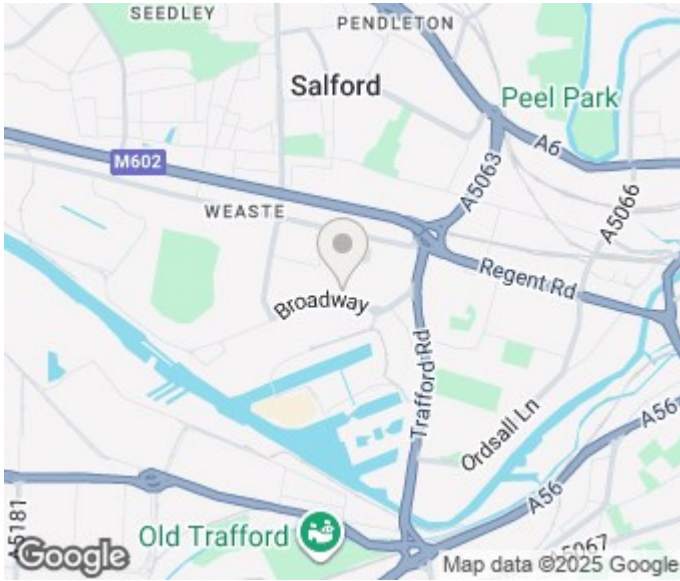 SEEDLEY
PENDLETON
Salford
Peel Park
M602
A6
A5063
A5066
WEASTE
Regent Rd
Broadway
Trafford Rd
Ordsall Ln
A56
A56
A5181
Old Trafford
A5067
Google
Map data ©2025 Google